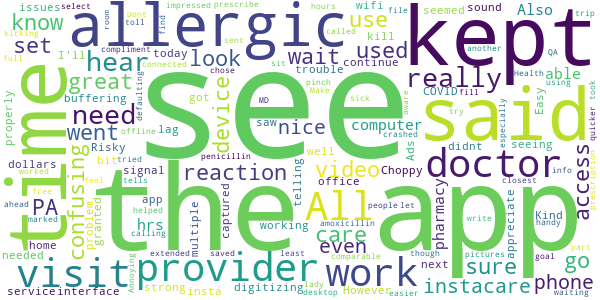 issues
impressed
prescribe
hours
wifi
file
select
wont
toll
room
find
sound
trip
know
allergic
kept
kicking
I'll
compliment
today
sent
called
use
seemed
kill
another
QA
set
hear
look
wait
continue
Also
full
great
see
used
trouble
really
able
Health
aware
using
buffering
connected
sit
defaulting
chose
got
pinch
Make
sick
COVID
fill
Easy
quicker
took
try
need
device
MD
saw
nice
computer
crashed
seeing
properly
went
offline
lag
said
especially
time
confusing
Risky
penicillin
Ads
didnt
dollars
bit
tried
signal
reaction
well
video
Choppy
doctor
access
prescription
worked
free
feel
tells
app
office
telling
All
PA
problem
granted
multiple
captured
the app
pharmacy
closest
info
ahead
marked
helped
hrs
amoxicillin
people
let
write
Kind
handy
home
calling
working
care
next
pictures
appreciate
go
needed
Annoying
extended
saved
least
even
though
part
visit
provider
work
sure
instacare
phone
strong
insta
lady
comparable
goal
service
interface
digitizing
However
desktop
easier
waiting